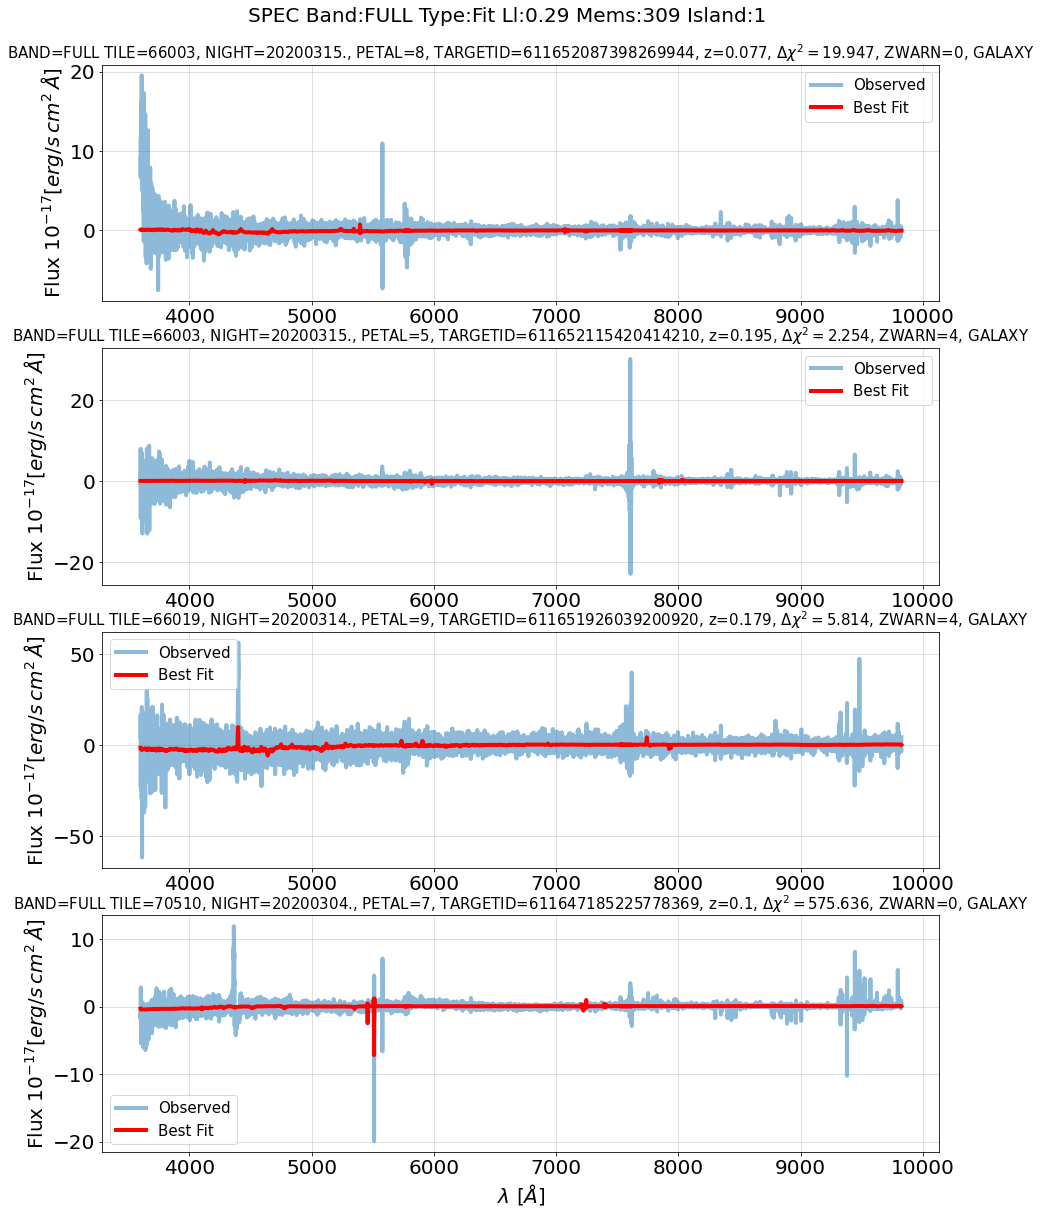 SPEC Band:FULL Type:Fit Ll:0.29 Mems:309 Island:1
BAND=FULL TILE=66003, NIGHT=20200315., PETAL=8, TARGETID=611652087398269944, z=0.077, Δχ²=19.947, ZWARN=0, GALAXY
Flux 10⁻¹⁷[erg/s cm² Å]
20
10
0
Observed
Best Fit
4000 5000 6000 7000 8000 9000 10000
BAND=FULL TILE=66003, NIGHT=20200315., PETAL=5, TARGETID=611652115420414210, z=0.195, Δχ²=2.254, ZWARN=4, GALAXY
Flux 10⁻¹⁷[erg/s cm² Å]
20
0
−20
Observed
Best Fit
4000 5000 6000 7000 8000 9000 10000
BAND=FULL TILE=66019, NIGHT=20200314., PETAL=9, TARGETID=611651926039200920, z=0.179, Δχ²=5.814, ZWARN=4, GALAXY
Flux 10⁻¹⁷[erg/s cm² Å]
50
0
−50
Observed
Best Fit
4000 5000 6000 7000 8000 9000 10000
BAND=FULL TILE=70510, NIGHT=20200304., PETAL=7, TARGETID=611647185225778369, z=0.1, Δχ²=575.636, ZWARN=0, GALAXY
Flux 10⁻¹⁷[erg/s cm² Å]
10
0
−10
−20
Observed
Best Fit
4000 5000 6000 7000 8000 9000 10000
λ [Å]